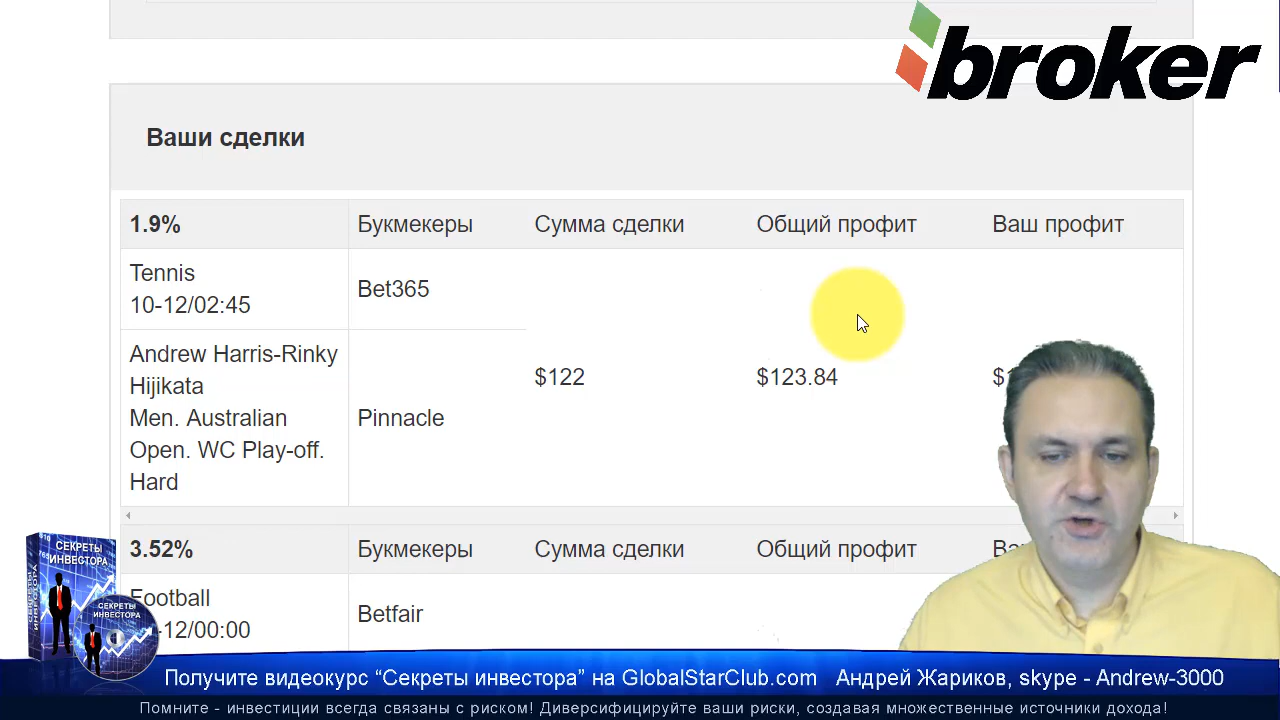 broker
Ваши сделки
1.9% Букмекеры Сумма сделки Общий профит Ваш профит
Tennis
10-12/02:45
Bet365
Andrew Harris-Rinky
Hijikata
Men. Australian
Open. WC Play-off.
Hard
Pinnacle
$122 $123.84
3.52% Букмекеры Сумма сделки Общий профит
Football
Betfair
-12/00:00
СЕКРЕТЫ
ИНВЕСТОРА
СЕКРЕТЫ
ИНВЕСТОРА
Получите видеокурс “Секреты инвестора” на GlobalStarClub.com Андрей Жариков, skype - Andrew-3000
Помните - инвестиции всегда связаны с риском! Диверсифицируйте ваши риски, создавая множественные источники дохода!